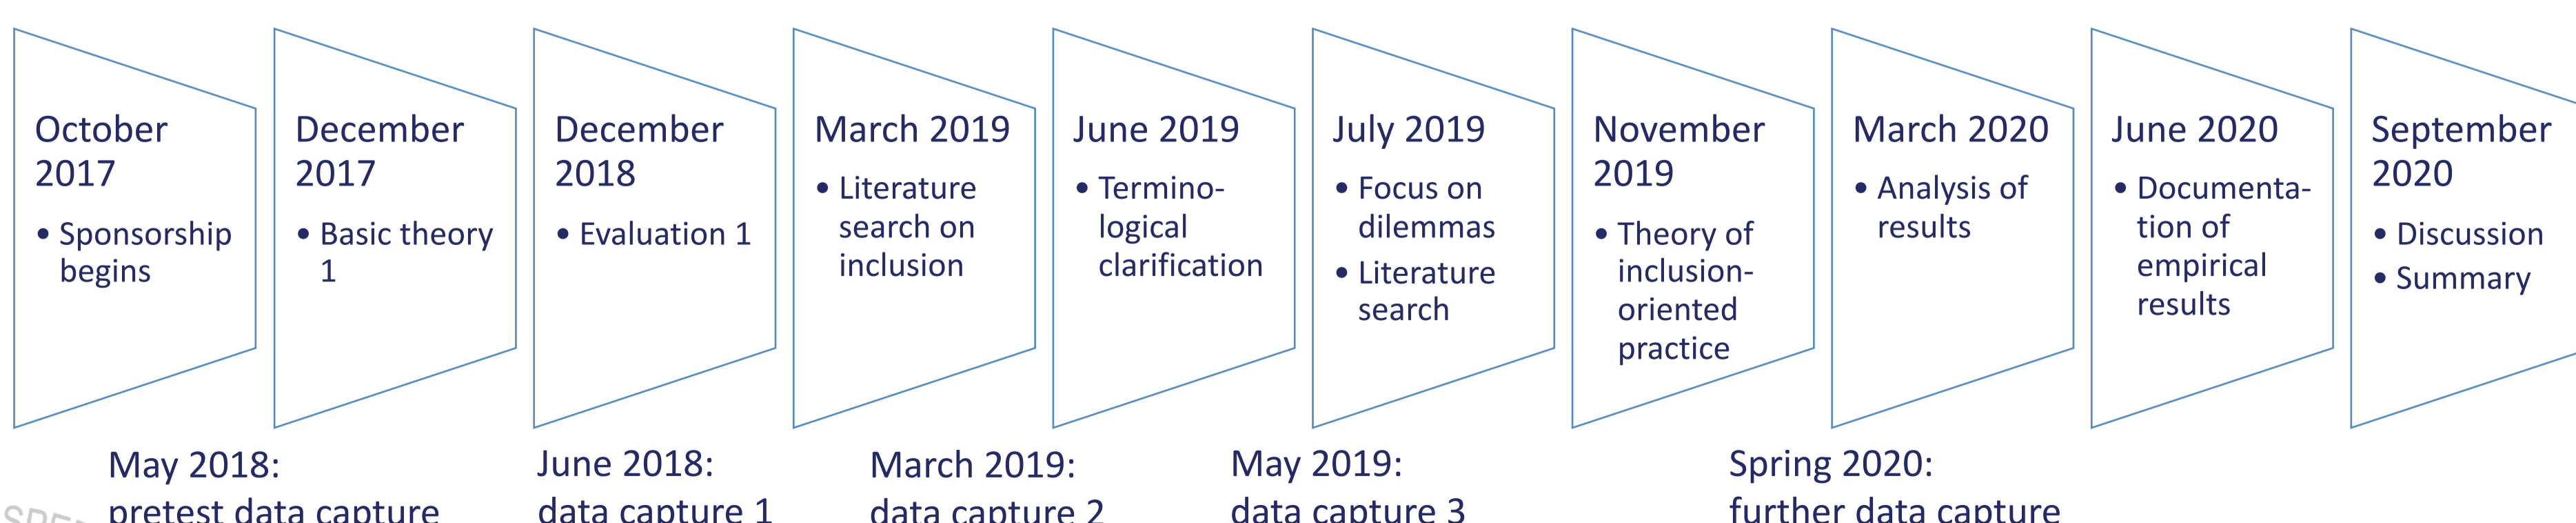 October
2017
• Sponsorship
begins
December
2017
• Basic theory
1
December
2018
• Evaluation 1
March 2019
• Literature
search on
inclusion
June 2019
• Termino-
logical
clarification
July 2019
• Focus on
dilemmas
• Literature
search
November
2019
• Theory of
inclusion-
oriented
practice
March 2020
• Analysis of
results
June 2020
• Documenta-
tion of
empirical
results
September
2020
• Discussion
• Summary
May 2018:
pretest data capture
June 2018:
data capture 1
March 2019:
data capture 2
May 2019:
data capture 3
Spring 2020:
further data capture